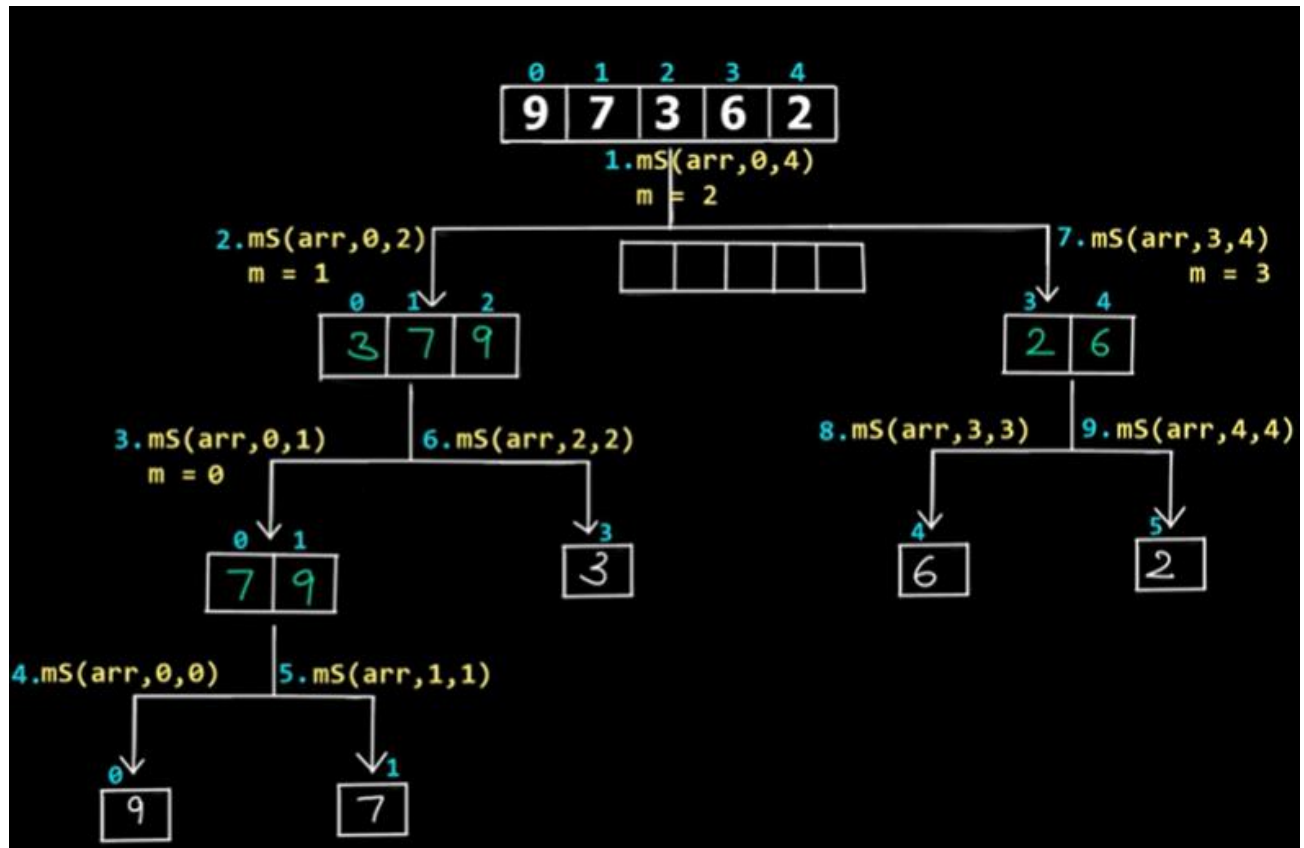 0 1 2 3 4
9 7 3 6 2
1.mS(arr,0,4)
m = 2
2.mS(arr,0,2)
m = 1
7.mS(arr,3,4)
m = 3
0 1 2
3 7 9
3 4
2 6
3.mS(arr,0,1)
m = 0
6.mS(arr,2,2)
8.mS(arr,3,3)
9.mS(arr,4,4)
0 1
7 9
3
3
4
6
5
2
4.mS(arr,0,0)
5.mS(arr,1,1)
0
9
1
7